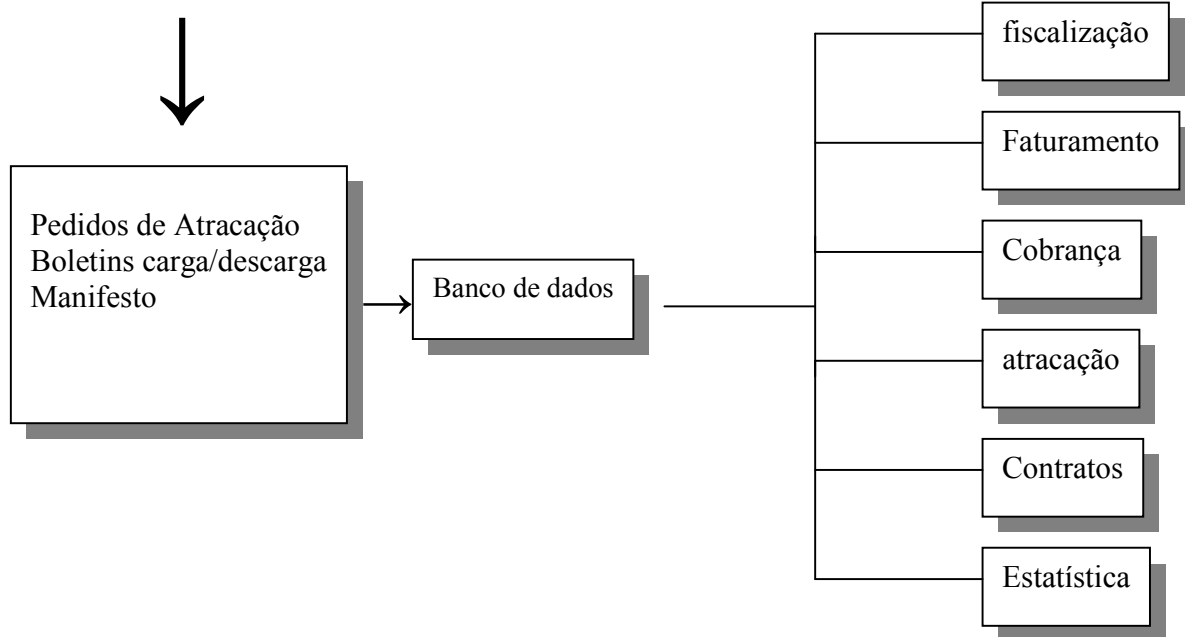 Pedidos de Atracação
Boletins carga/descarga
Manifesto
Banco de dados
fiscalização
Faturamento
Cobrança
atracação
Contratos
Estatística